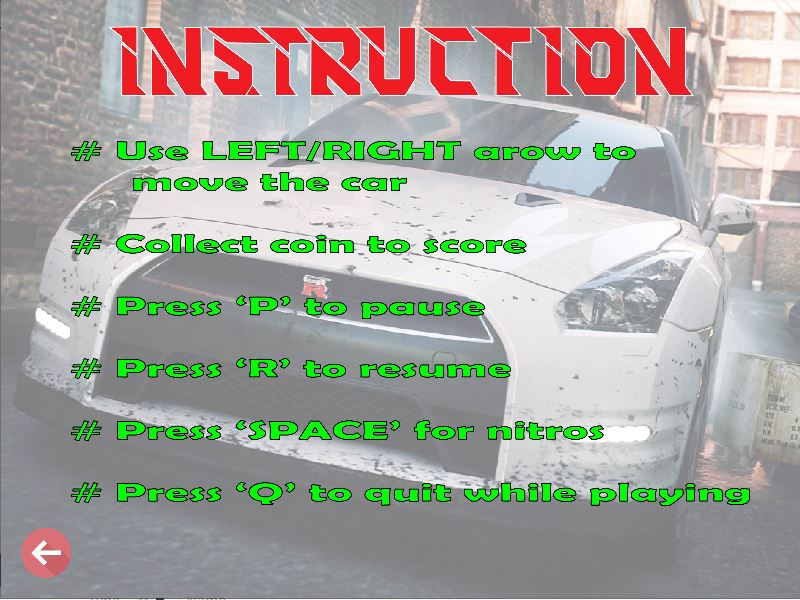 INSTRUCTION
# Use LEFT/RIGHT arow to
move the car
# Collect coin to score
# Press ‘P’ to pause
# Press ‘R’ to resume
# Press ‘SPACE’ for nitros
# Press ‘Q’ to quit while playing